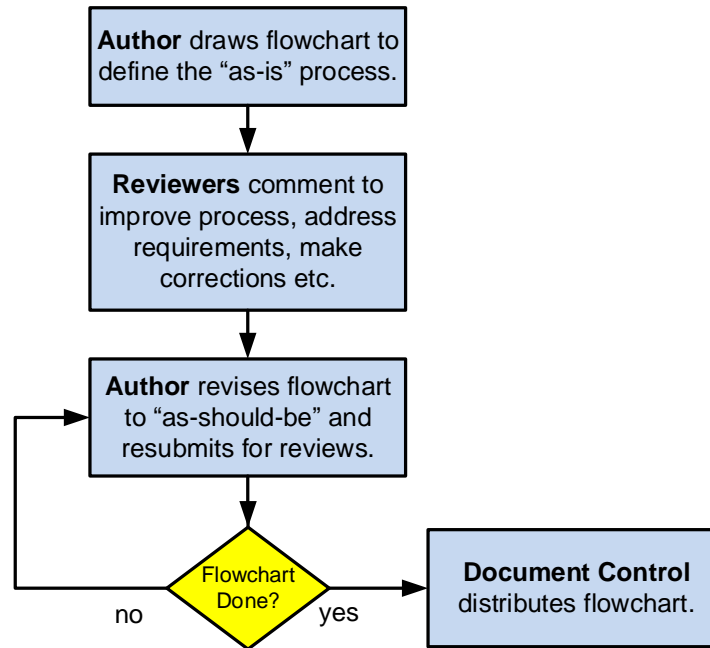 Author draws flowchart to
define the “as-is” process.
Reviewers comment to
improve process, address
requirements, make
corrections etc.
Author revises flowchart
to “as-should-be” and
resubmits for reviews.
Flowchart
Done?
no
yes
Document Control
distributes flowchart.